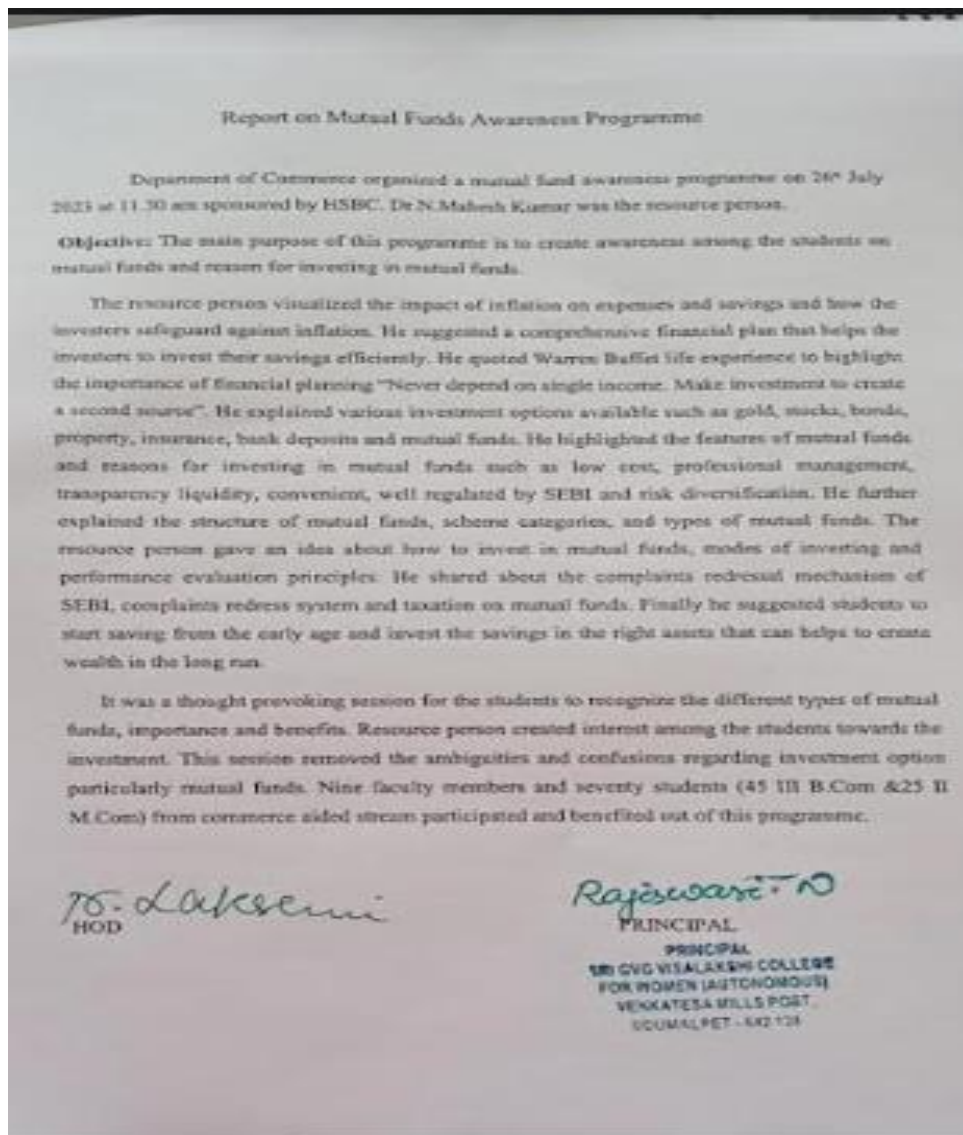 Report on Mutual Funds Awareness Programme
Department of Commerce organized a mutual fund awareness programme on 26th July
2023 at 11.30 am sponsored by HSBC. Dr.N.Mahesh Kumar was the resource person.
Objective: The main purpose of this programme is to create awareness among the students on
mutual funds and reason for investing in mutual funds.
The resource person visualized the impact of inflation on expenses and savings and how the
investors safeguard against inflation. He suggested a comprehensive financial plan that helps the
investors to invest their savings efficiently. He quoted Warren Buffet life experience to highlight
the importance of financial planning "Never depend on single income. Make investment to create
a second source". He explained various investment options available such as gold, stocks, bonds,
property, insurance, bank deposits and mutual funds. He highlighted the features of mutual funds
and reasons for investing in mutual funds such as low cost, professional management,
transparency liquidity, convenient, well regulated by SEBI and risk diversification. He further
explained the structure of mutual funds, scheme categories, and types of mutual funds. The
resource person gave an idea about how to invest in mutual funds, modes of investing and
performance evaluation principles. He shared about the complaints redressal mechanism of
SEBI, complaints redress system and taxation on mutual funds. Finally he suggested students to
start saving from the early age and invest the savings in the right assets that can helps to create
wealth in the long run.
It was a thought provoking session for the students to recognize the different types of mutual
funds, importance and benefits. Resource person created interest among the students towards the
investment. This session removed the ambiguities and confusions regarding investment option
particularly mutual funds. Nine faculty members and seventy students (45 III B.Com &25 II
M.Com) from commerce aided stream participated and benefited out of this programme.
HOD
Rajeswari. N
PRINCIPAL
PRINCIPAL
SRI GVG VISALAKSHI COLLEGE
FOR WOMEN (AUTONOMOUS)
VENKATESA MILLS POST
UDUMALPET - 642 128